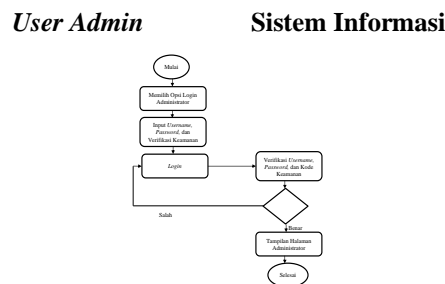 User Admin
Sistem Informasi
Mulai
Memilih Opsi Login
Administrator
Input Username,
Password, dan
Verifikasi Keamanan
Login
Verifikasi Username,
Password, dan Kode
Keamanan
Salah
Benar
Tampilan Halaman
Administrator
Selesai